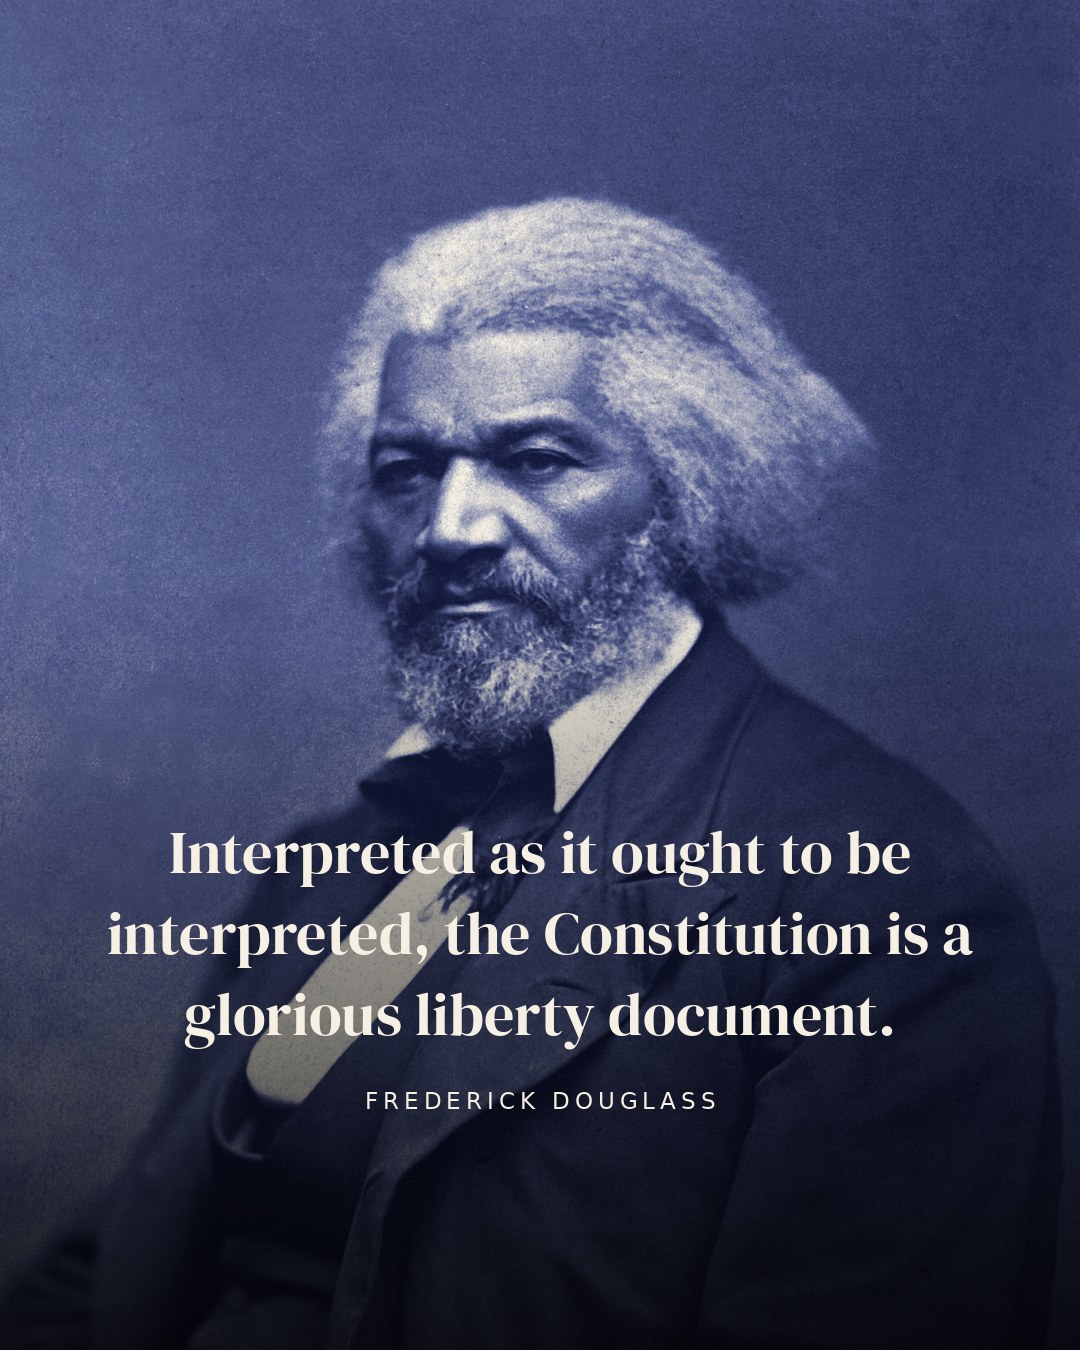 Interpreted as it ought to be
interpreted, the Constitution is a
glorious liberty document.
FREDERICK DOUGLASS